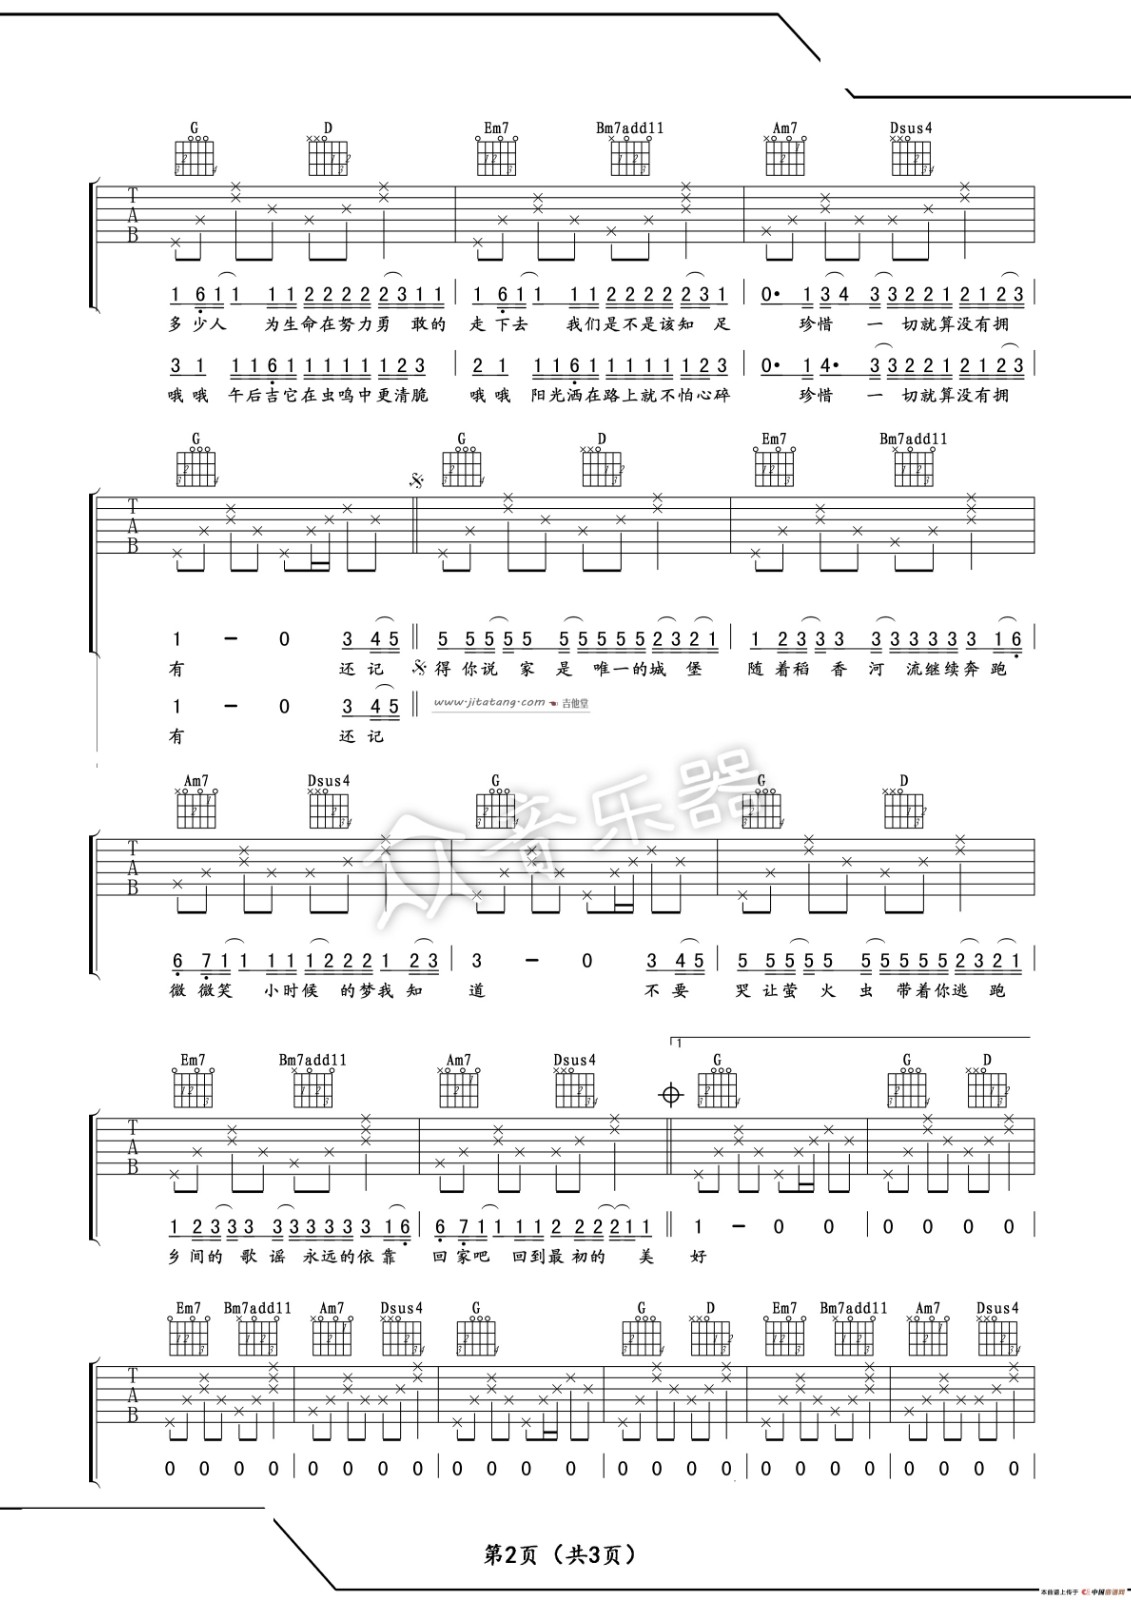 G D Em7 Bm7add11 Am7 Dsus4
T A B
1 6 1 1 1 1 2 2 2 2 2 3 1 1 | 1 6 1 1 1 1 2 2 2 2 2 3 1 | 0· 1 3 4 3 3 2 2 1 2 1 2 3
多少人 为生命在努力勇 敢的 走下去 我们是不是该知足 珍惜 一 切就算没有拥
3 1 1 1 6 1 1 1 1 1 1 2 3 | 2 1 1 1 6 1 1 1 1 1 1 2 3 | 0· 1 4· 3 3 2 2 1 2 1 2 3
哦哦 午后吉它在虫鸣中更清脆 哦哦 阳光洒在路上就不怕心碎 珍惜 一 切就算没有拥
G G D Em7 Bm7add11
T A B
1 – 0 3 4 5 5 5 5 5 5 5 5 5 5 5 5 2 3 2 1 | 1 2 3 3 3 3 3 3 3 3 3 3 1 6
有 还记 得你说 家 是 唯一的城 堡 随着稻 香 河 流继续奔 跑
1 – 0 3 4 5 www.jitatang.com 吉他堂
有 还记
Am7 Dsus4 G G D
T A B
6 7 1 1 1 1 1 2 2 2 1 2 3 | 3 – 0 3 4 5 | 5 5 5 5 5 5 5 5 5 5 5 2 3 2 1
微 微笑 小时候 的梦我知 道 不要 哭让萤 火 虫 带着你逃 跑
众音乐器
Em7 Bm7add11 Am7 Dsus4 1 G G D
T A B
1 2 3 3 3 3 3 3 3 3 3 1 6 | 6 7 1 1 1 1 2 2 2 2 1 1 1 – 0 0 | 0 0 0 0
乡间的 歌谣 永远的依靠 回家吧 回到最初的 美 好
Em7 Bm7add11 Am7 Dsus4 G G D Em7 Bm7add11 Am7 Dsus4
T A B
0 0 0 0 | 0 0 0 0 | 0 0 0 0 | 0 0 0 0 | 0 0 0 0 | 0 0 0 0
第2页（共3页）
本曲谱上传于 中国曲谱网